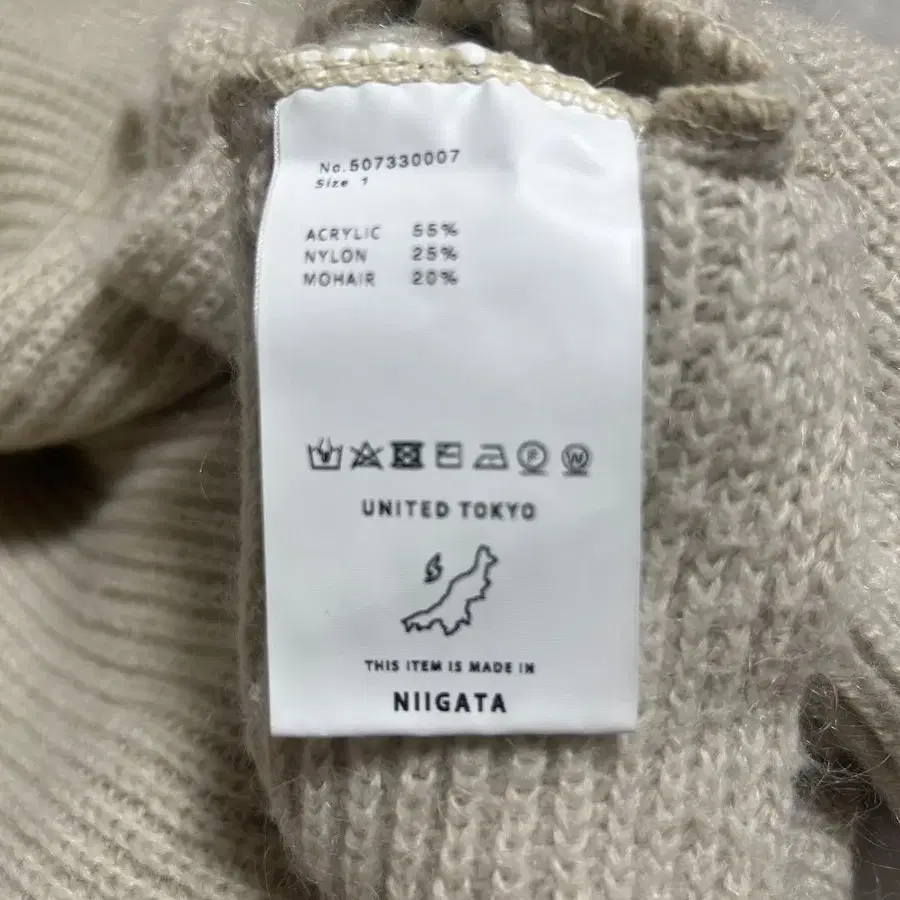 No.507330007
Size 1
ACRYLIC 55%
NYLON 25%
MOHAIR 20%
F W
UNITED TOKYO
THIS ITEM IS MADE IN
NIIGATA